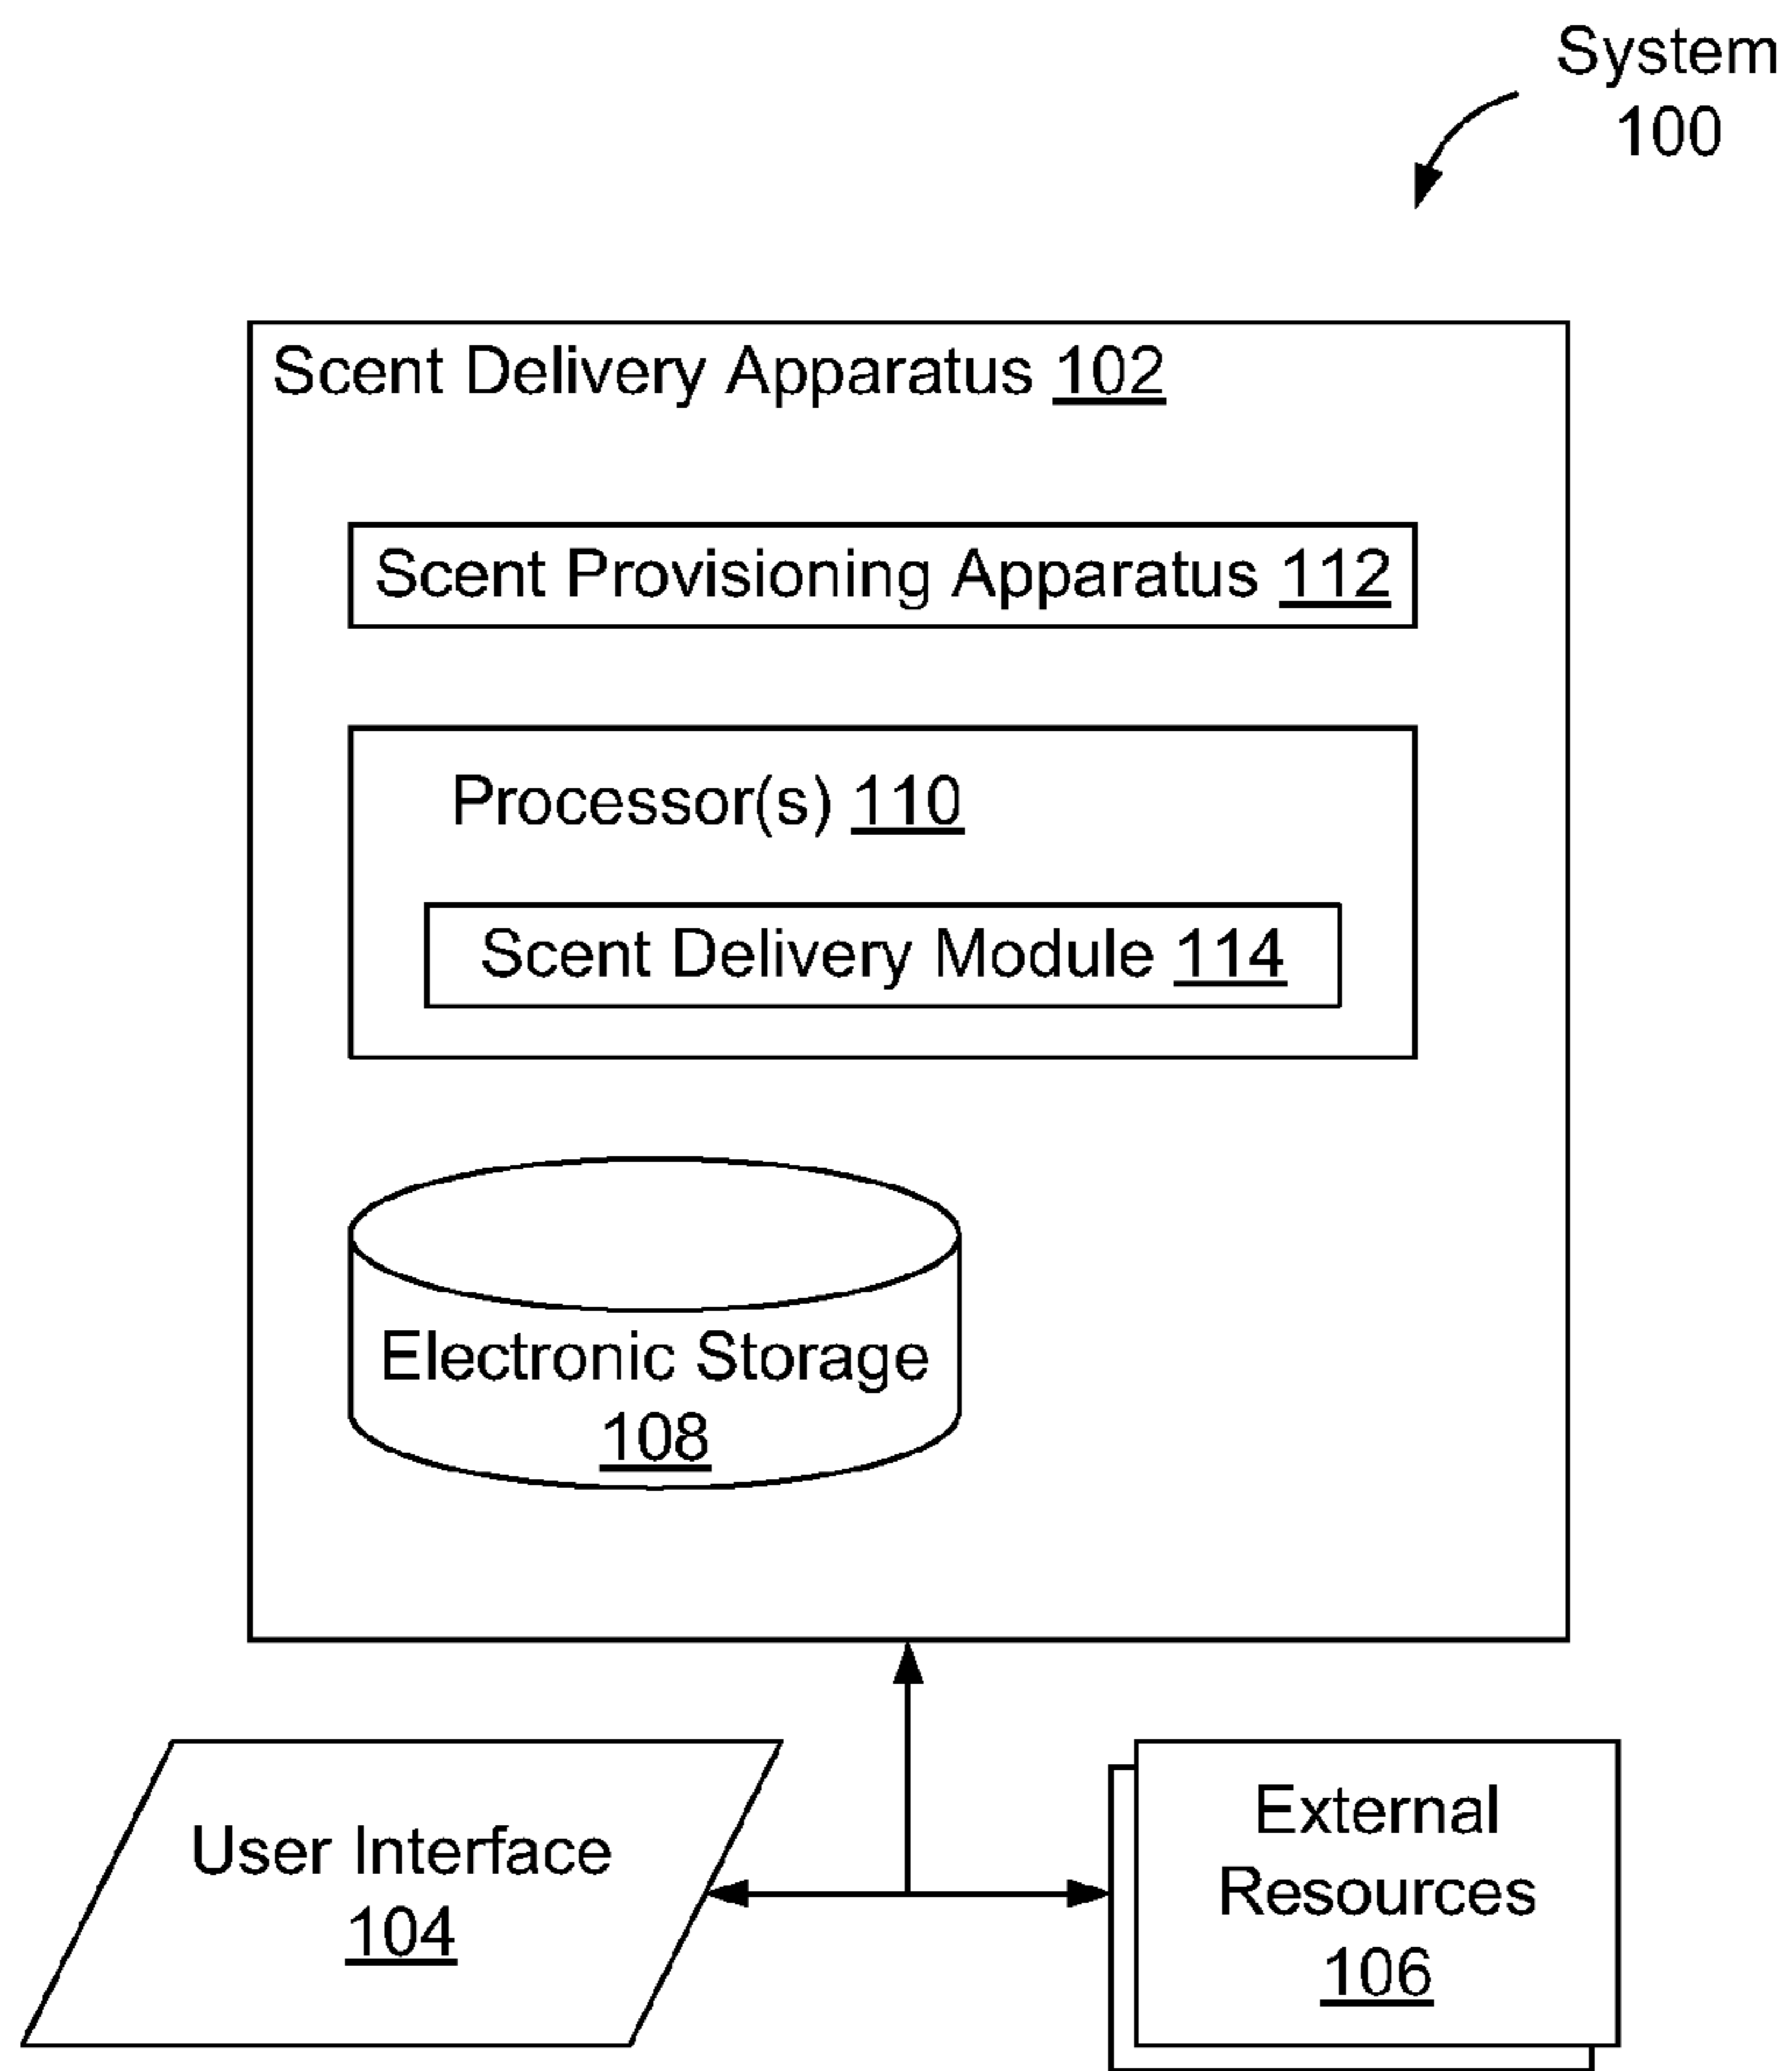 System
100
Scent Delivery Apparatus 102
Scent Provisioning Apparatus 112
Processor(s) 110
Scent Delivery Module 114
Electronic Storage
108
User Interface
104
External
Resources
106